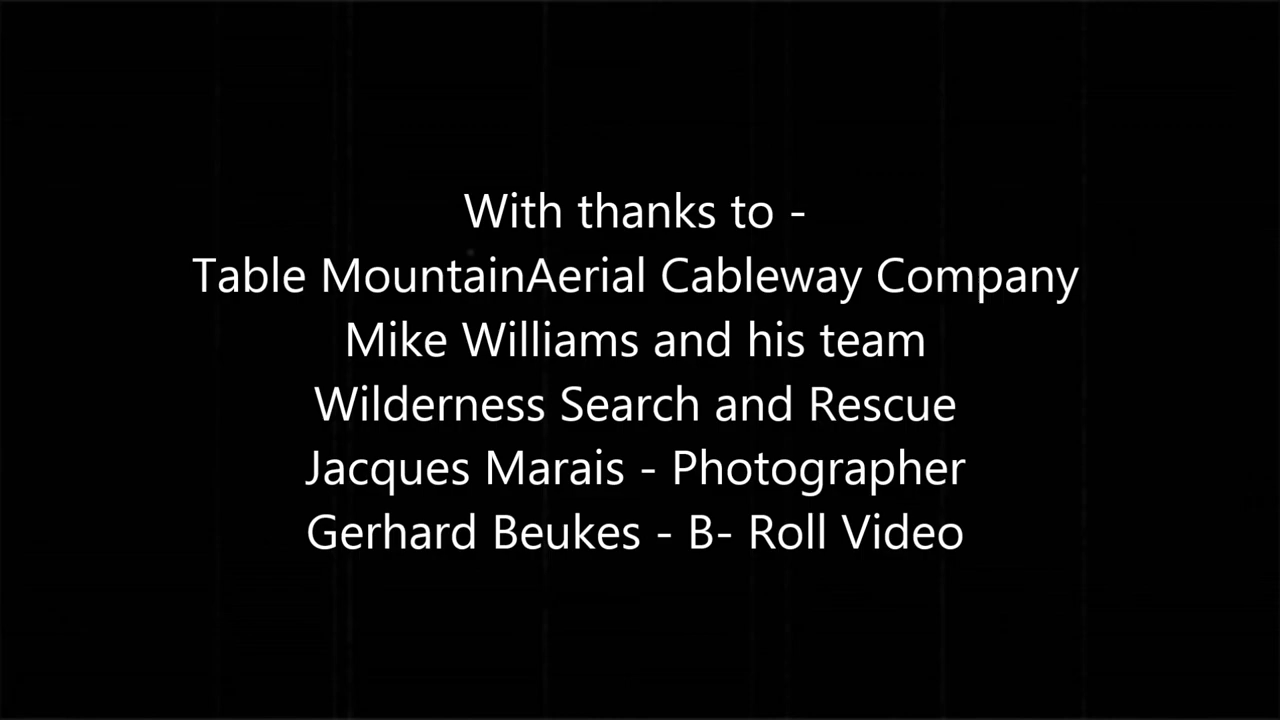 With thanks to -
Table MountainAerial Cableway Company
Mike Williams and his team
Wilderness Search and Rescue
Jacques Marais - Photographer
Gerhard Beukes - B- Roll Video